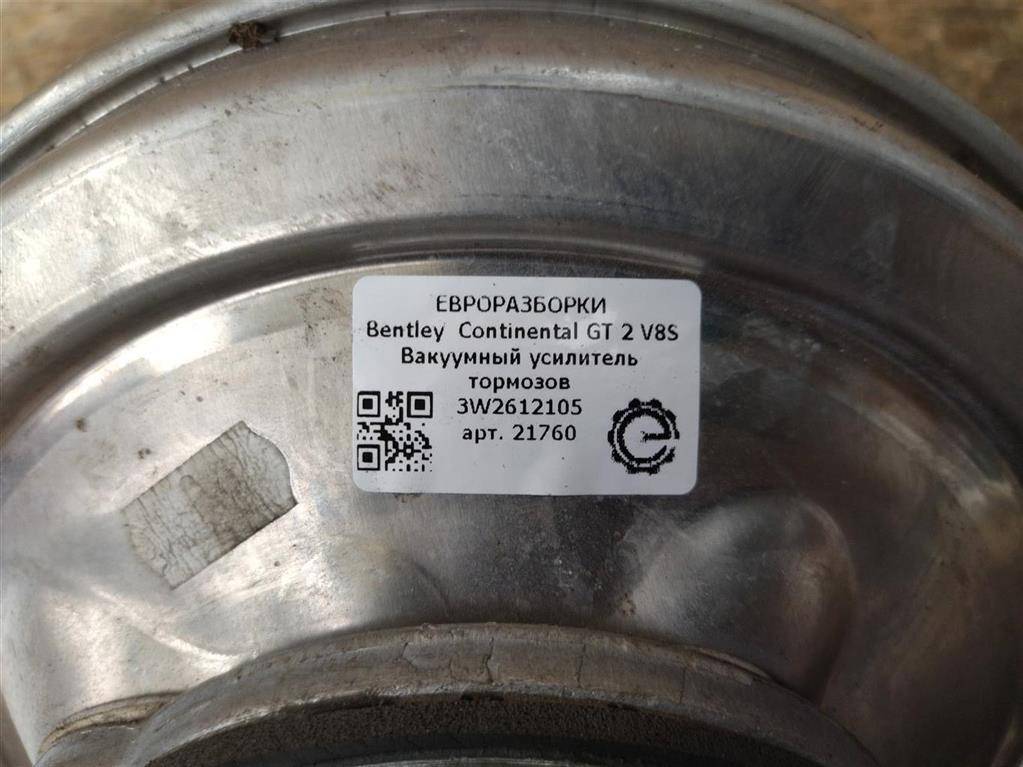 ЕВРОРАЗБОРКИ
Bentley Continental GT 2 V8S
Вакуумный усилитель
тормозов
3W2612105
арт. 21760